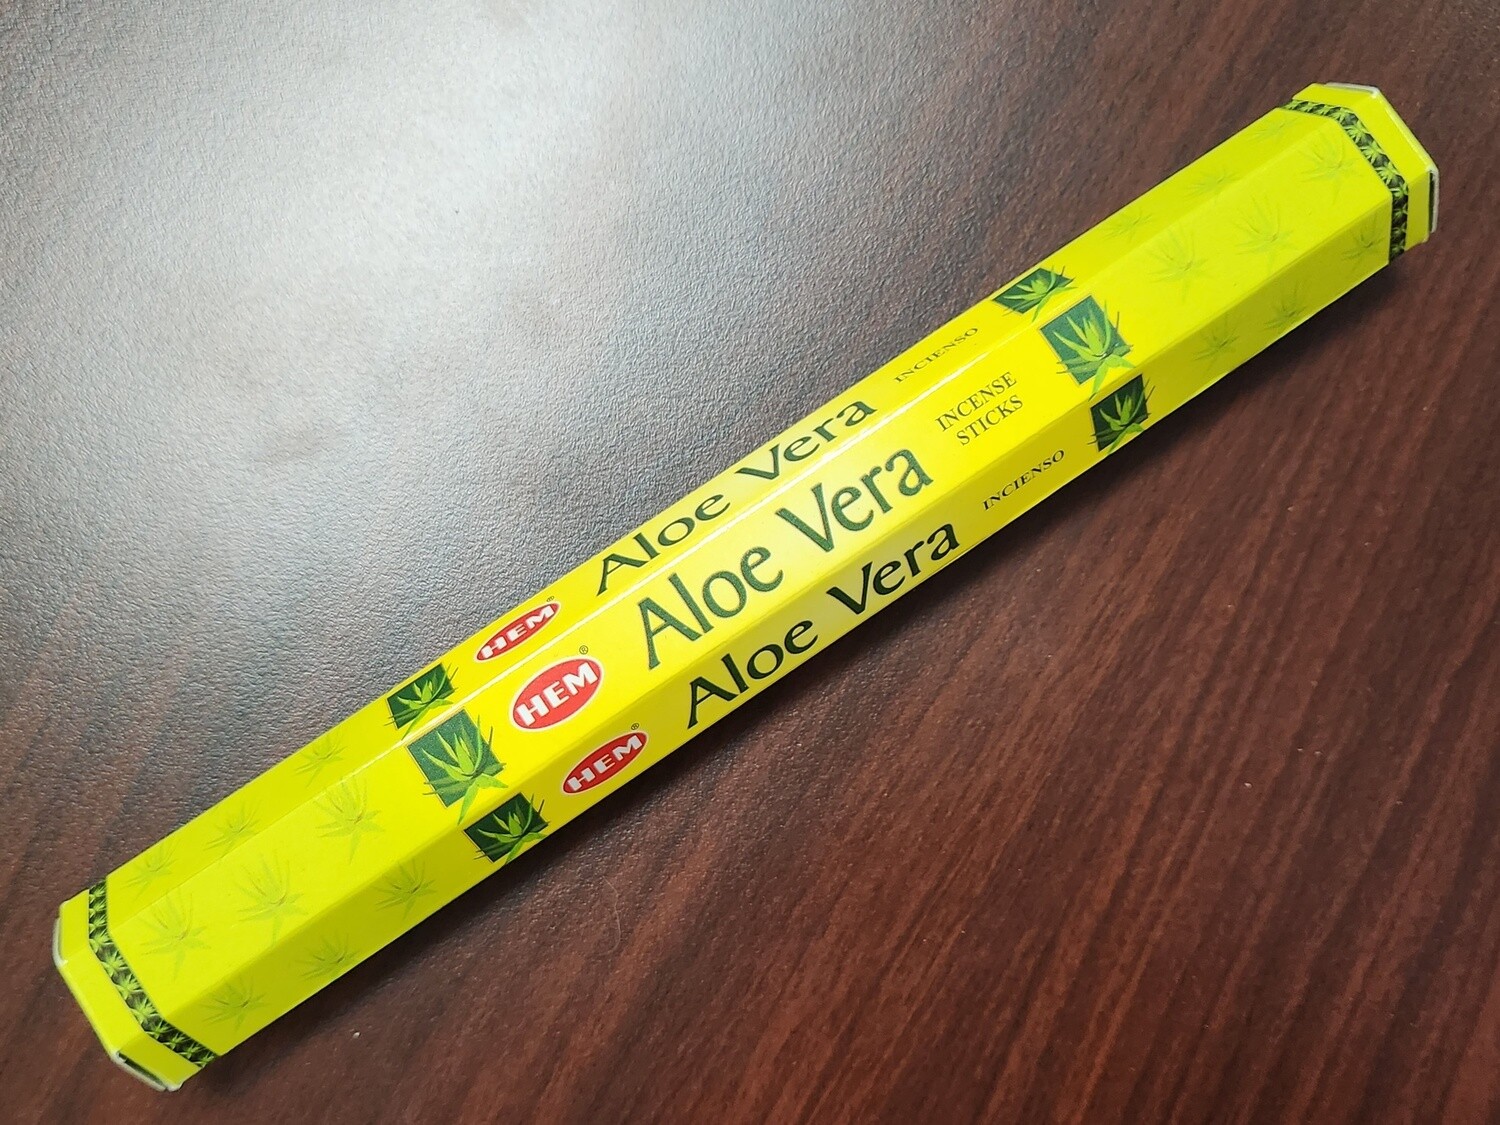 HEM® Aloe Vera INCIENSO
HEM® Aloe Vera INCENSE
STICKS
HEM® Aloe Vera INCIENSO